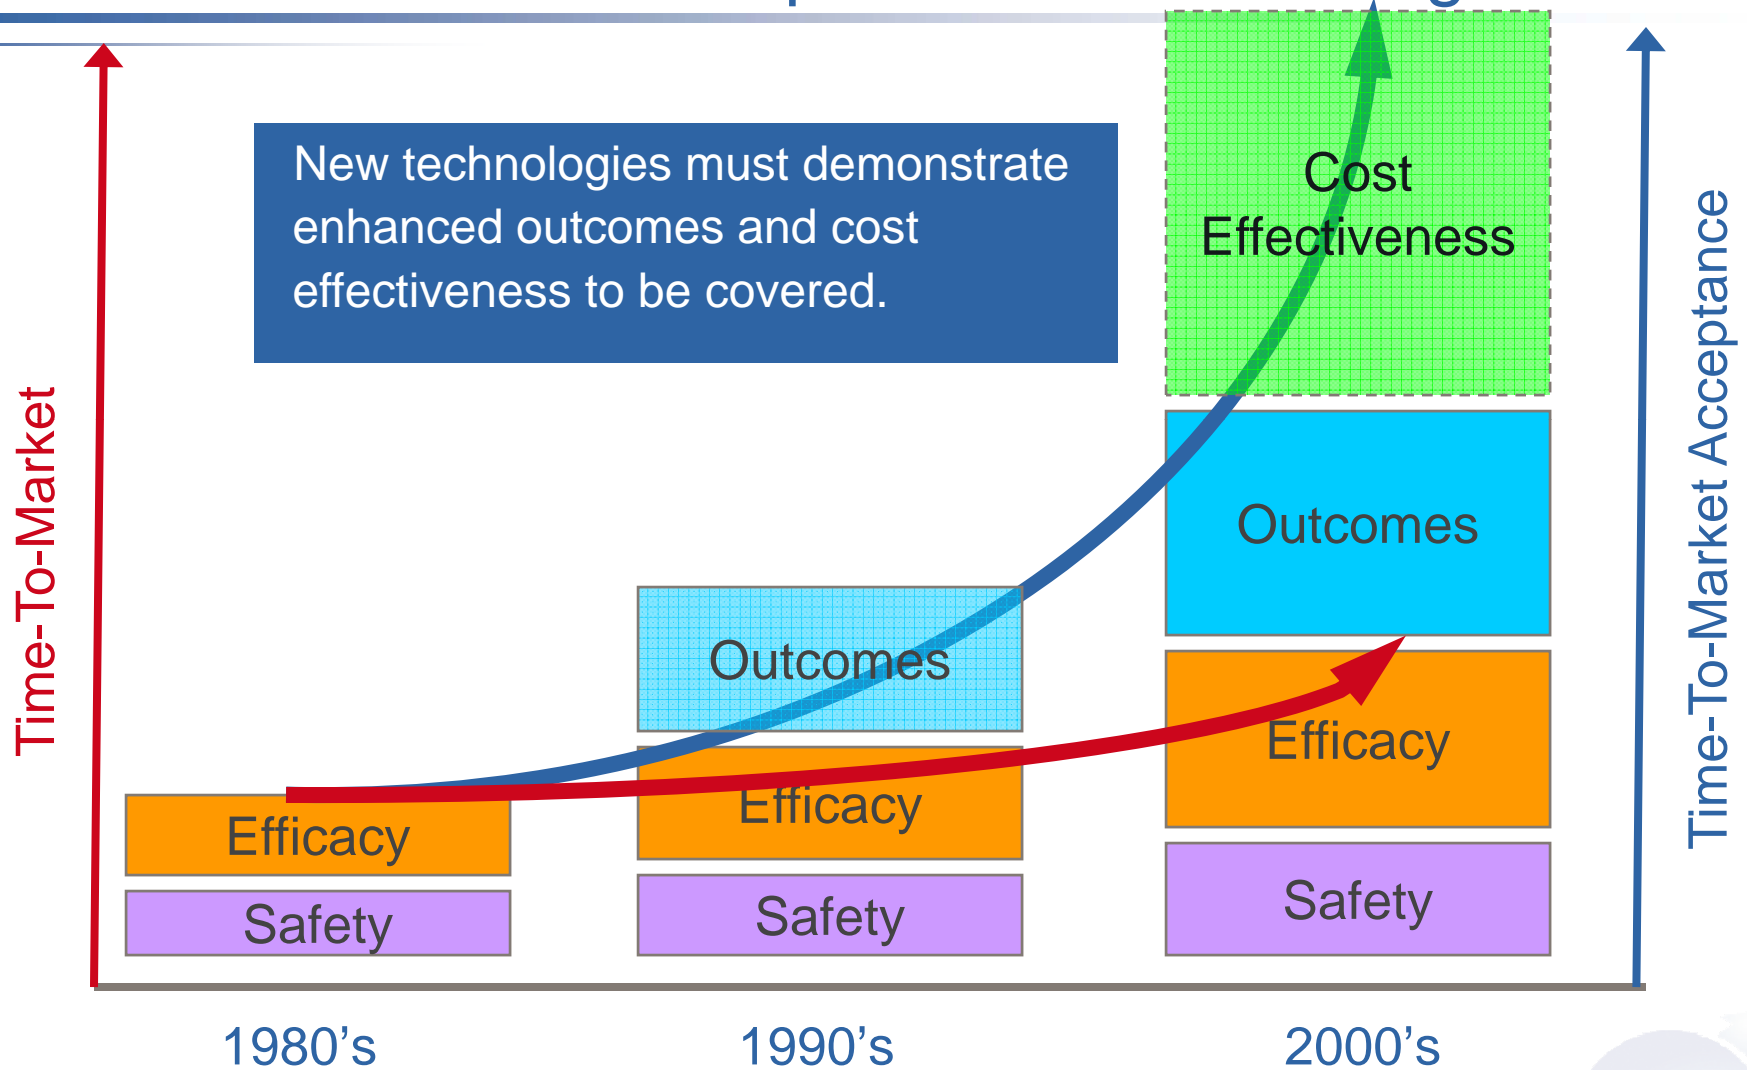 New technologies must demonstrate
enhanced outcomes and cost
effectiveness to be covered.
Cost
Effectiveness
Outcomes
Outcomes
Efficacy
Efficacy
Efficacy
Safety
Safety
Safety
Time-To-Market
Time-To-Market Acceptance
1980’s
1990’s
2000’s